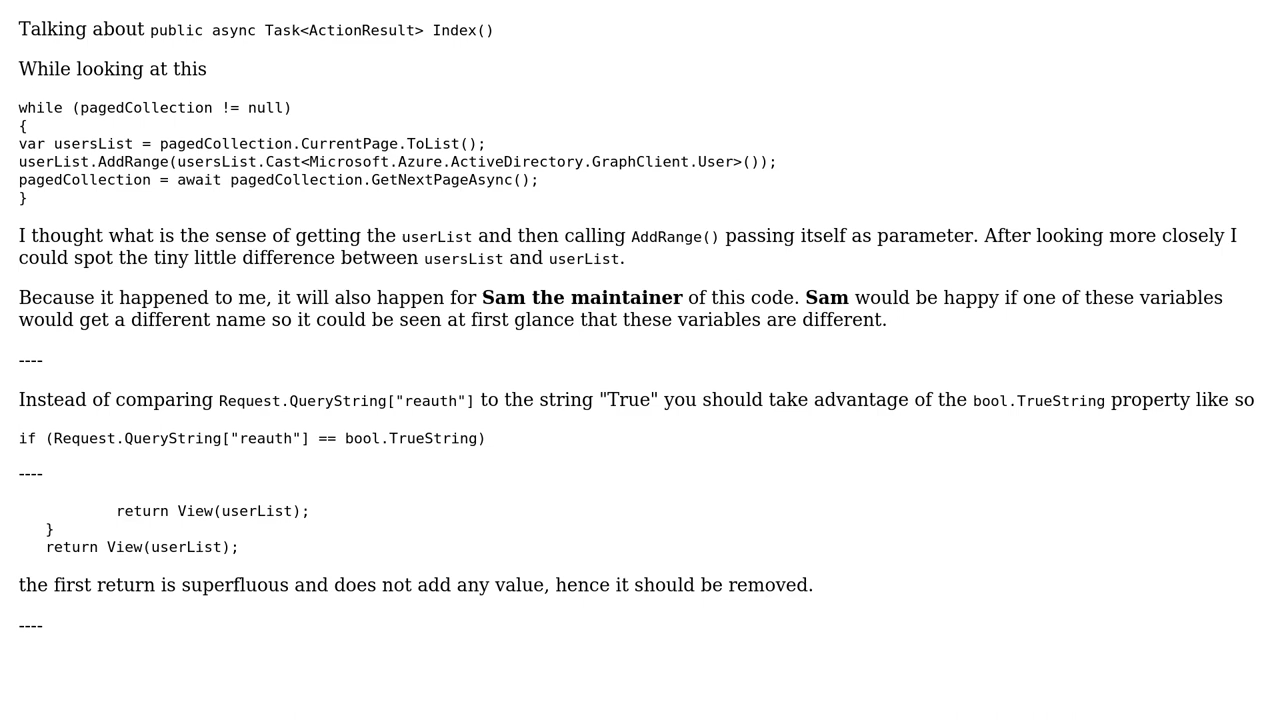 Talking about public async Task<ActionResult> Index()
While looking at this
while (pagedCollection != null)
{
var usersList = pagedCollection.CurrentPage.ToList();
userList.AddRange(usersList.Cast<Microsoft.Azure.ActiveDirectory.GraphClient.User>());
pagedCollection = await pagedCollection.GetNextPageAsync();
}
I thought what is the sense of getting the userList and then calling AddRange() passing itself as parameter. After looking more closely I
could spot the tiny little difference between usersList and userList.
Because it happened to me, it will also happen for Sam the maintainer of this code. Sam would be happy if one of these variables
would get a different name so it could be seen at first glance that these variables are different.
----
Instead of comparing Request.QueryString["reauth"] to the string "True" you should take advantage of the bool.TrueString property like so
if (Request.QueryString["reauth"] == bool.TrueString)
----
return View(userList);
}
return View(userList);
the first return is superfluous and does not add any value, hence it should be removed.
----